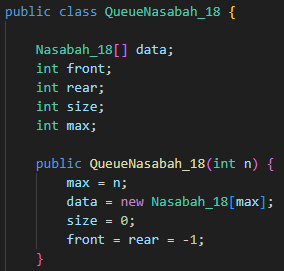 public class QueueNasabah_18 {
Nasabah_18[] data;
int front;
int rear;
int size;
int max;
public QueueNasabah_18(int n) {
max = n;
data = new Nasabah_18[max];
size = 0;
front = rear = -1;
}